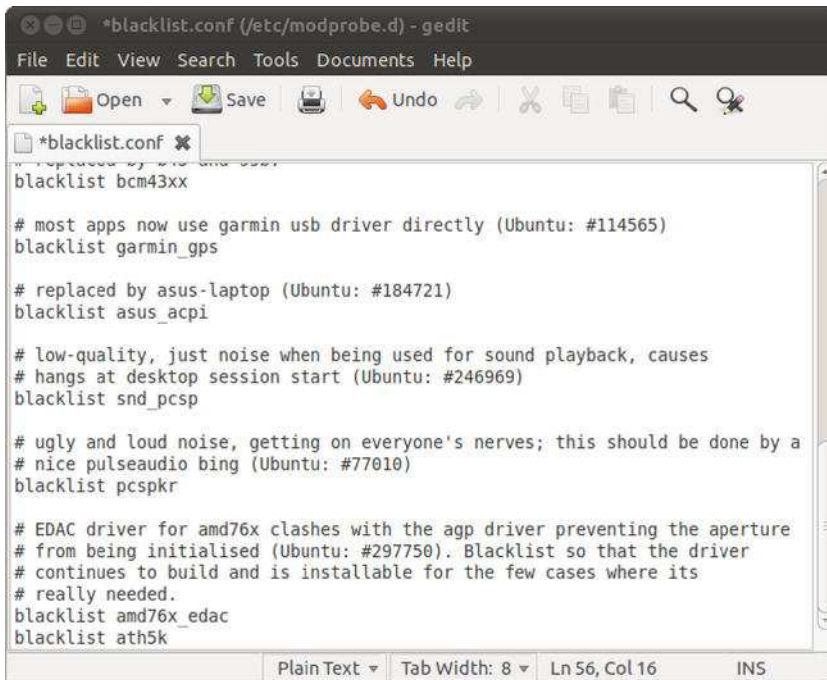 *blacklist.conf (/etc/modprobe.d) - gedit
File Edit View Search Tools Documents Help
Open Save Undo
*blacklist.conf
# replaced by b43 and ssb.
blacklist bcm43xx
# most apps now use garmin usb driver directly (Ubuntu: #114565)
blacklist garmin_gps
# replaced by asus-laptop (Ubuntu: #184721)
blacklist asus_acpi
# low-quality, just noise when being used for sound playback, causes
# hangs at desktop session start (Ubuntu: #246969)
blacklist snd_pcsp
# ugly and loud noise, getting on everyone's nerves; this should be done by a
# nice pulseaudio bing (Ubuntu: #77010)
blacklist pcspkr
# EDAC driver for amd76x clashes with the agp driver preventing the aperture
# from being initialised (Ubuntu: #297750). Blacklist so that the driver
# continues to build and is installable for the few cases where its
# really needed.
blacklist amd76x_edac
blacklist ath5k
Plain Text Tab Width: 8 Ln 56, Col 16 INS